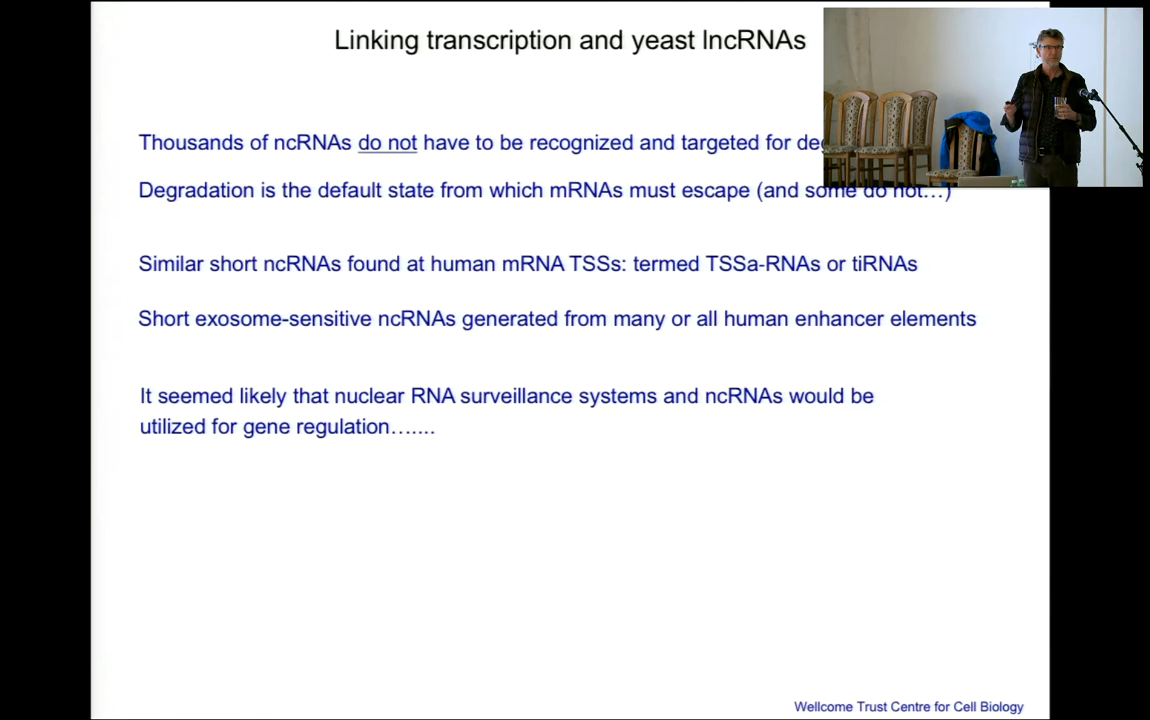 Linking transcription and yeast lncRNAs
Thousands of ncRNAs do not have to be recognized and targeted for
Degradation is the default state from which mRNAs must escape (and some do not…)
Similar short ncRNAs found at human mRNA TSSs: termed TSSa-RNAs or tiRNAs
Short exosome-sensitive ncRNAs generated from many or all human enhancer elements
It seemed likely that nuclear RNA surveillance systems and ncRNAs would be
utilized for gene regulation…....
Wellcome Trust Centre for Cell Biology